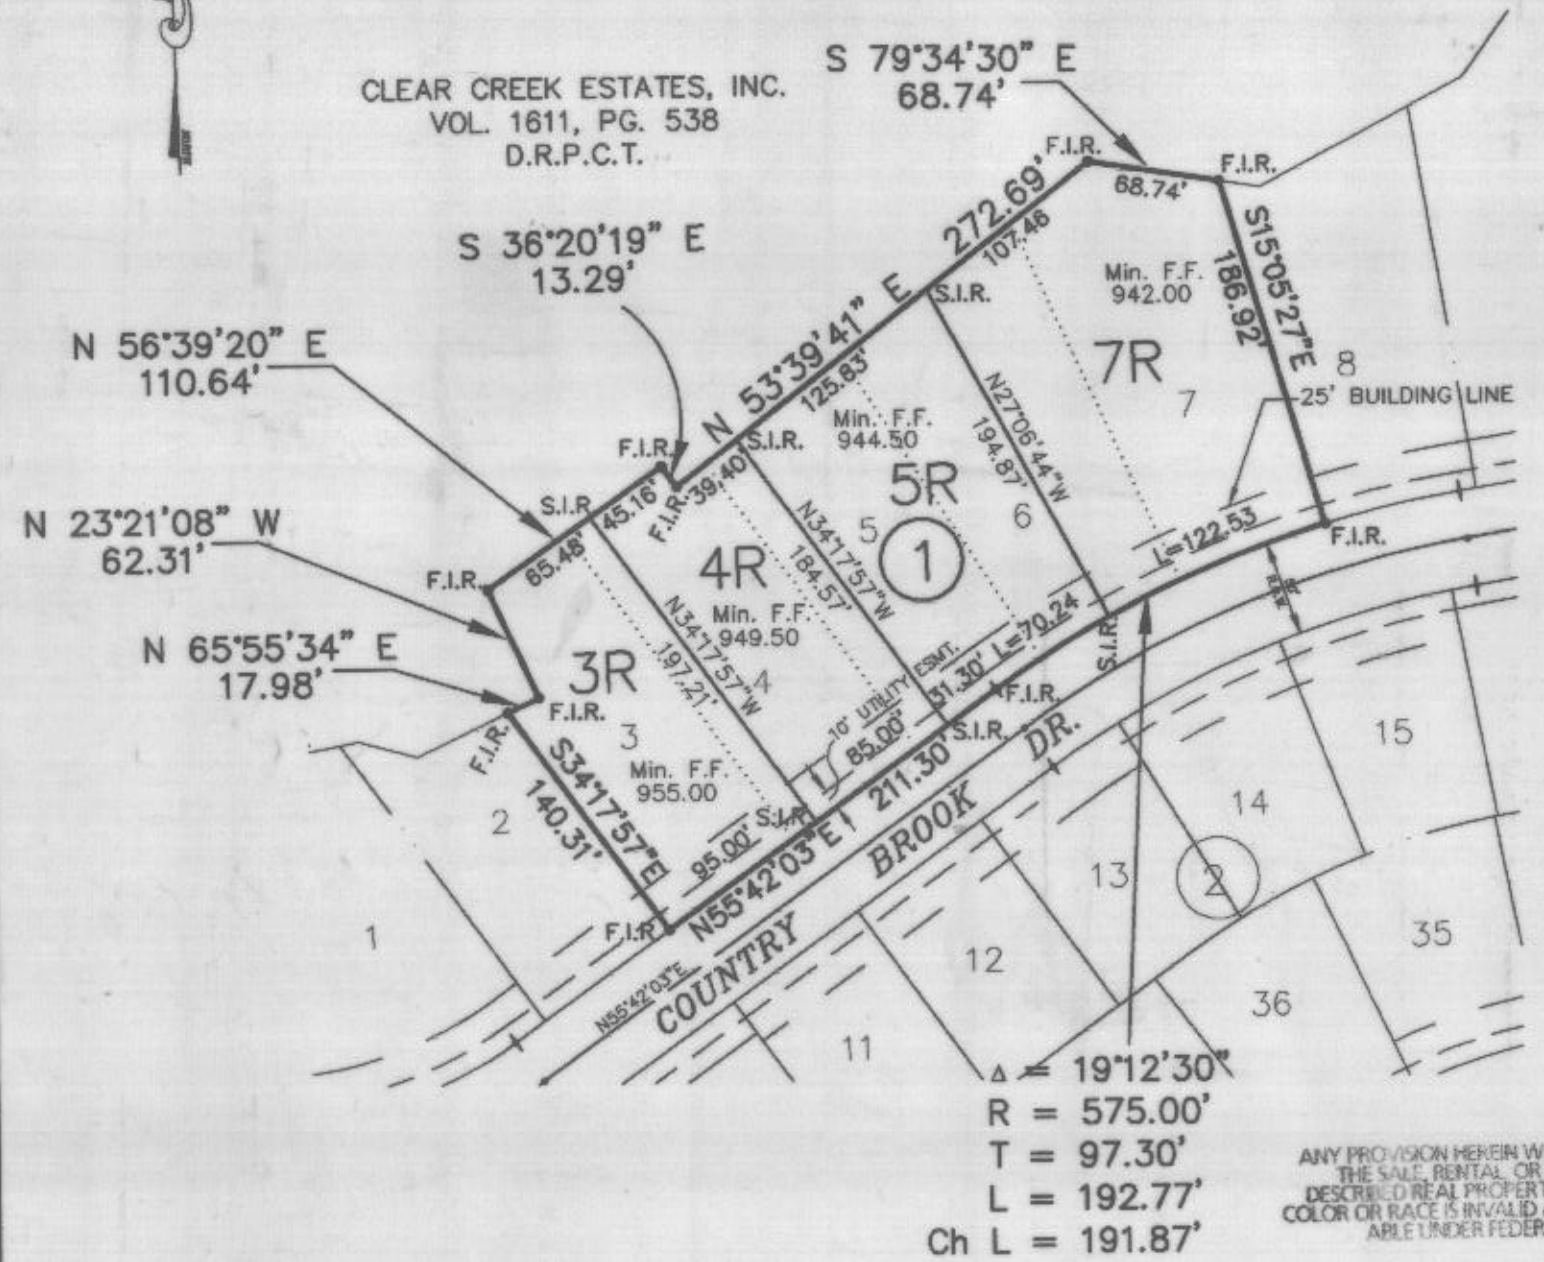 CLEAR CREEK ESTATES, INC.
VOL. 1611, PG. 538
D.R.P.C.T.
S 79°34'30" E
68.74'
F.I.R.
68.74'
F.I.R.
272.69'
107.46
S 36°20'19" E
13.29'
S15°05'27"E
186.92'
Min. F.F.
942.00
7R
7
8
25' BUILDING LINE
N 56°39'20" E
110.64'
N 53°39'41" E
125.63'
S.I.R.
N27°06'44"W
194.87'
Min. F.F.
944.50
5R
5
6
1
F.I.R.
S.I.R.
39.40'
F.I.R.
45.16'
S.I.R.
65.48'
N34°17'57"W
184.57'
L=122.53
F.I.R.
N 23°21'08" W
62.31'
F.I.R.
4R
Min. F.F.
949.50
4
N34°17'57"W
197.21'
N 65°55'34" E
17.98'
3R
3
F.I.R.
F.I.R.
Min. F.F.
955.00
10' UTILITY ESMT.
31.30'
L=70.24
S.I.R.
F.I.R.
85.00'
S.I.R.
211.30'
S.I.R.
95.00'
N55°42'03"E
S34°17'57"E
140.31'
2
1
F.I.R.
N55°42'03"E
COUNTRY BROOK DR.
15
14
2
13
12
11
35
36
Δ = 19°12'30"
R = 575.00'
T = 97.30'
L = 192.77'
Ch L = 191.87'
ANY PROVISION HEREIN W
THE SALE, RENTAL OR
DESCRIBED REAL PROPERT
COLOR OR RACE IS INVALID
ABLE UNDER FEDER